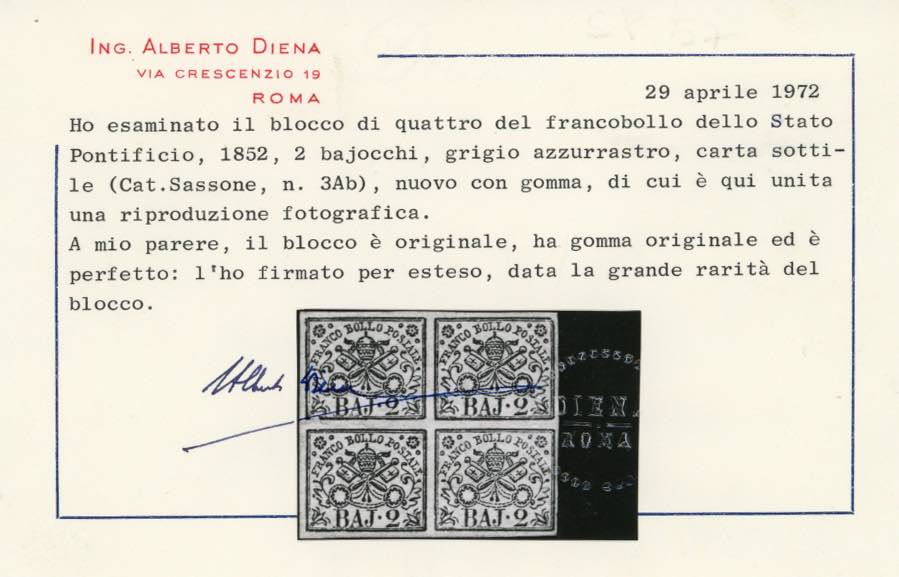 ING. ALBERTO DIENA
VIA CRESCENZIO 19
ROMA
29 aprile 1972
Ho esaminato il blocco di quattro del francobollo dello Stato
Pontificio, 1852, 2 bajocchi, grigio azzurrastro, carta sotti-
le (Cat.Sassone, n. 3Ab), nuovo con gomma, di cui è qui unita
una riproduzione fotografica.
A mio parere, il blocco è originale, ha gomma originale ed è
perfetto: l'ho firmato per esteso, data la grande rarità del
blocco.
FRANCO BOLLO POSTALE
BAJ·2
FRANCO BOLLO POSTALE
BAJ·2
Alberto Diena
DIENA
ROMA
FRANCO BOLLO POSTALE
BAJ·2
FRANCO BOLLO POSTALE
BAJ·2